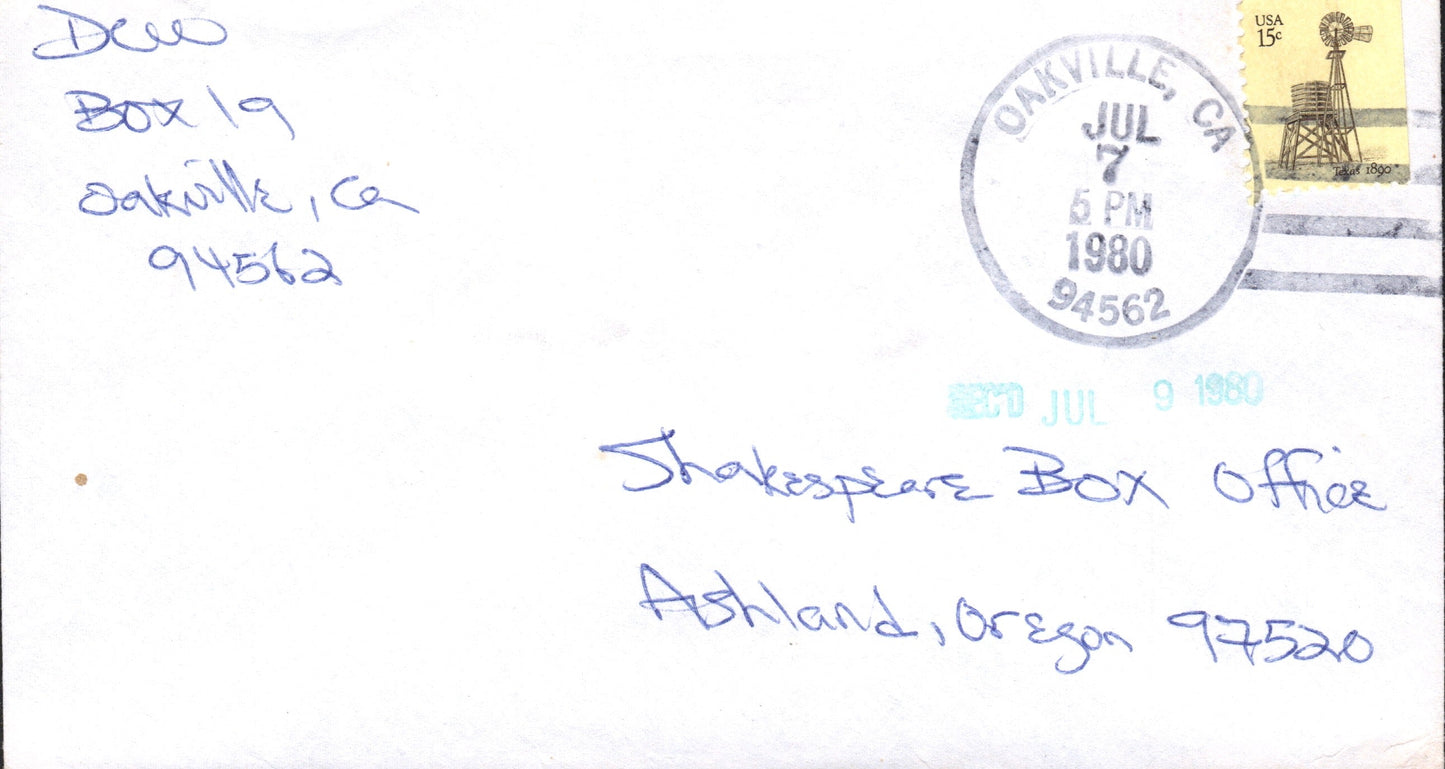 Box 19
Oakville, Ca
94562
OAKVILLE, CA
JUL
7
5 PM
1980
94562
USA
15c
Texas 1890
REC'D JUL 9 1980
Shakespeare Box Office
Ashland, Oregon 97520